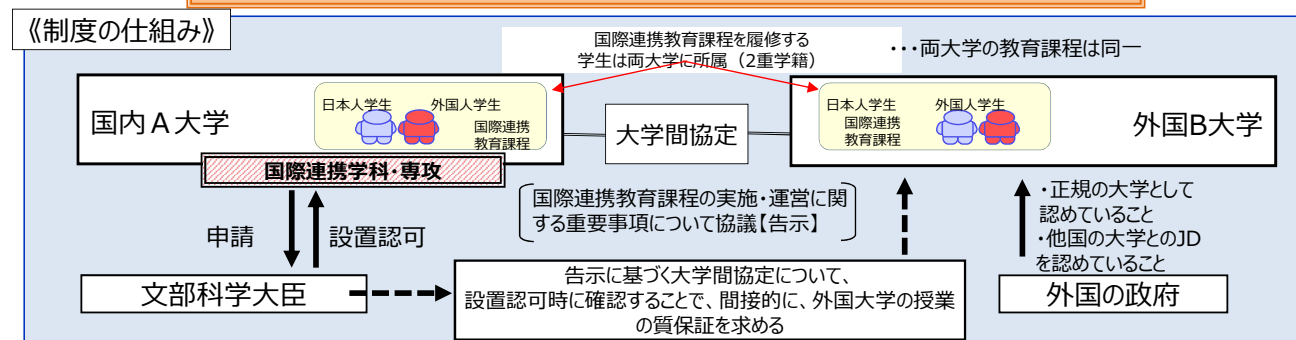 《制度の仕組み》
国際連携教育課程を履修する
学生は両大学に所属（2重学籍）
・・・両大学の教育課程は同一
国内Ａ大学
日本人学生
外国人学生
国際連携
教育課程
国際連携学科・専攻
大学間協定
日本人学生
外国人学生
国際連携
教育課程
外国B大学
国際連携教育課程の実施・運営に関
する重要事項について協議【告示】
・正規の大学として
認めていること
・他国の大学とのJD
を認めていること
申請
設置認可
文部科学大臣
告示に基づく大学間協定について、
設置認可時に確認することで、間接的に、外国大学の授業
の質保証を求める
外国の政府